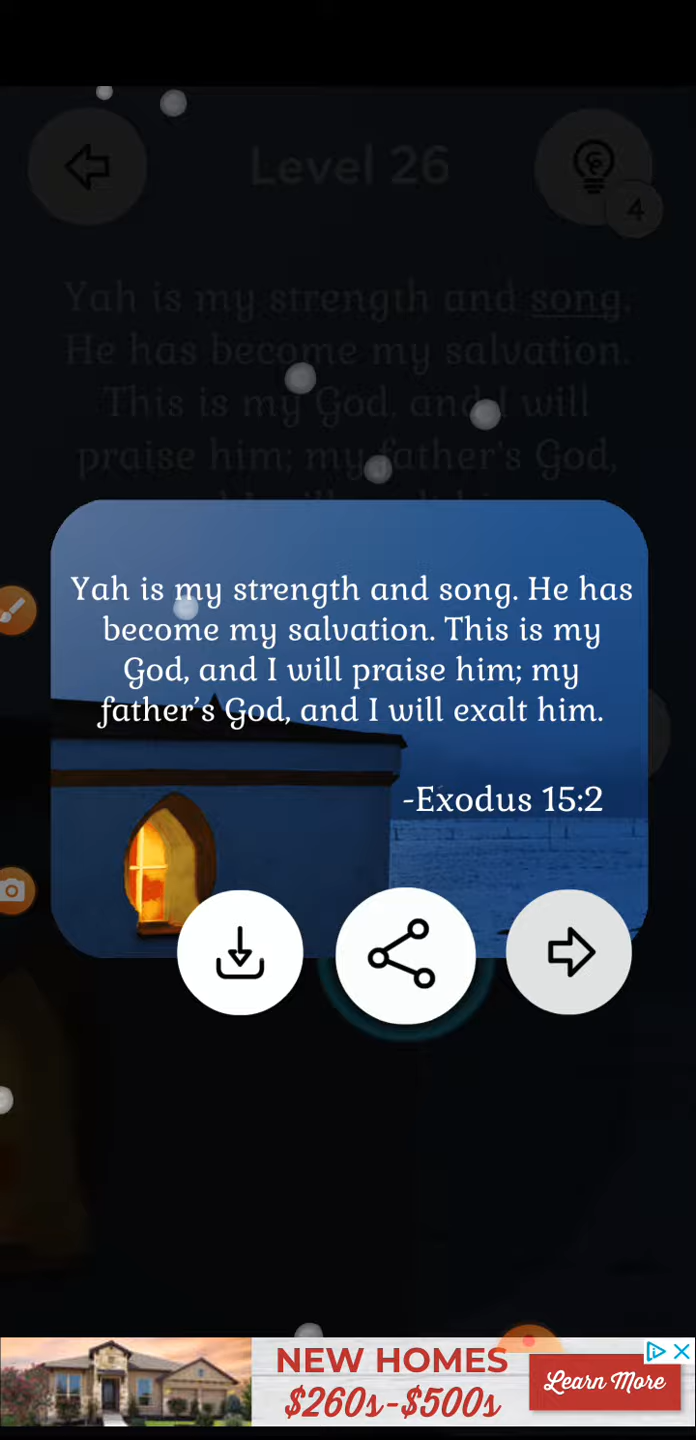 Level 26
4
Yah is my strength and song.
He has become my salvation.
This is my God, and I will
praise him; my father's God,
Yah is my strength and song. He has
become my salvation. This is my
God, and I will praise him; my
father's God, and I will exalt him.
-Exodus 15:2
NEW HOMES
$260s-$500s
Learn More